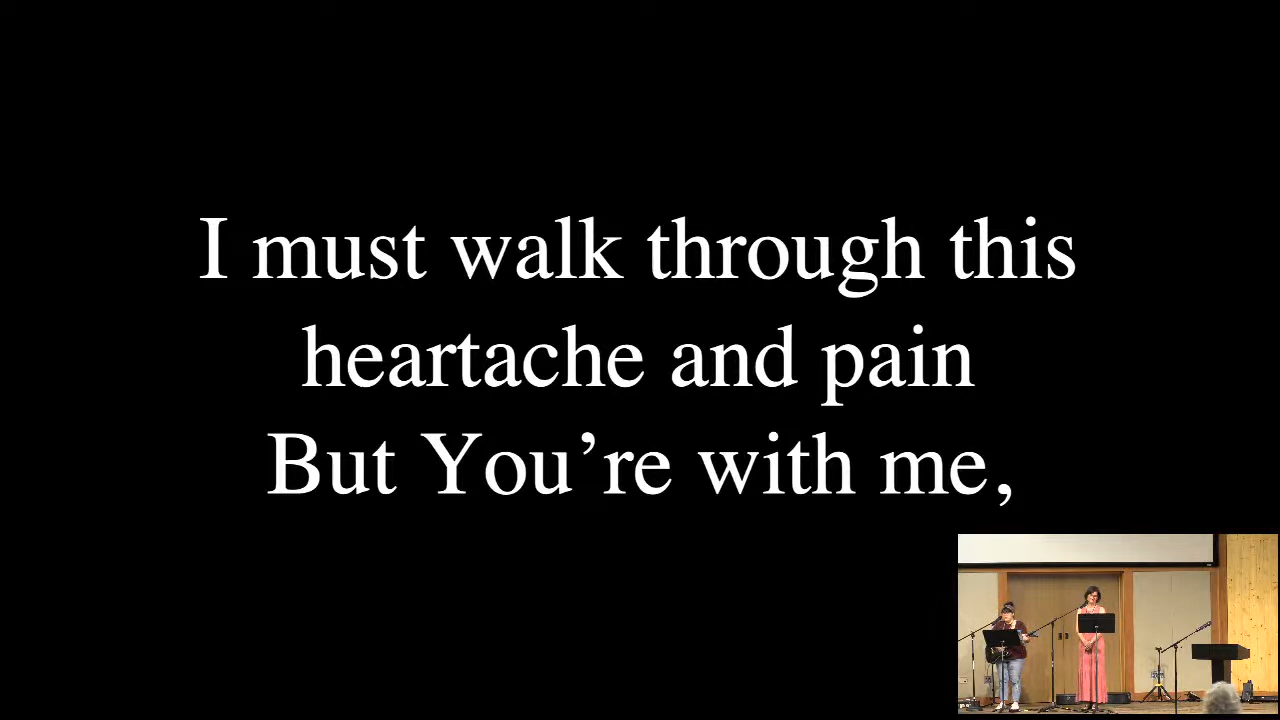 I must walk through this
heartache and pain
But You’re with me,